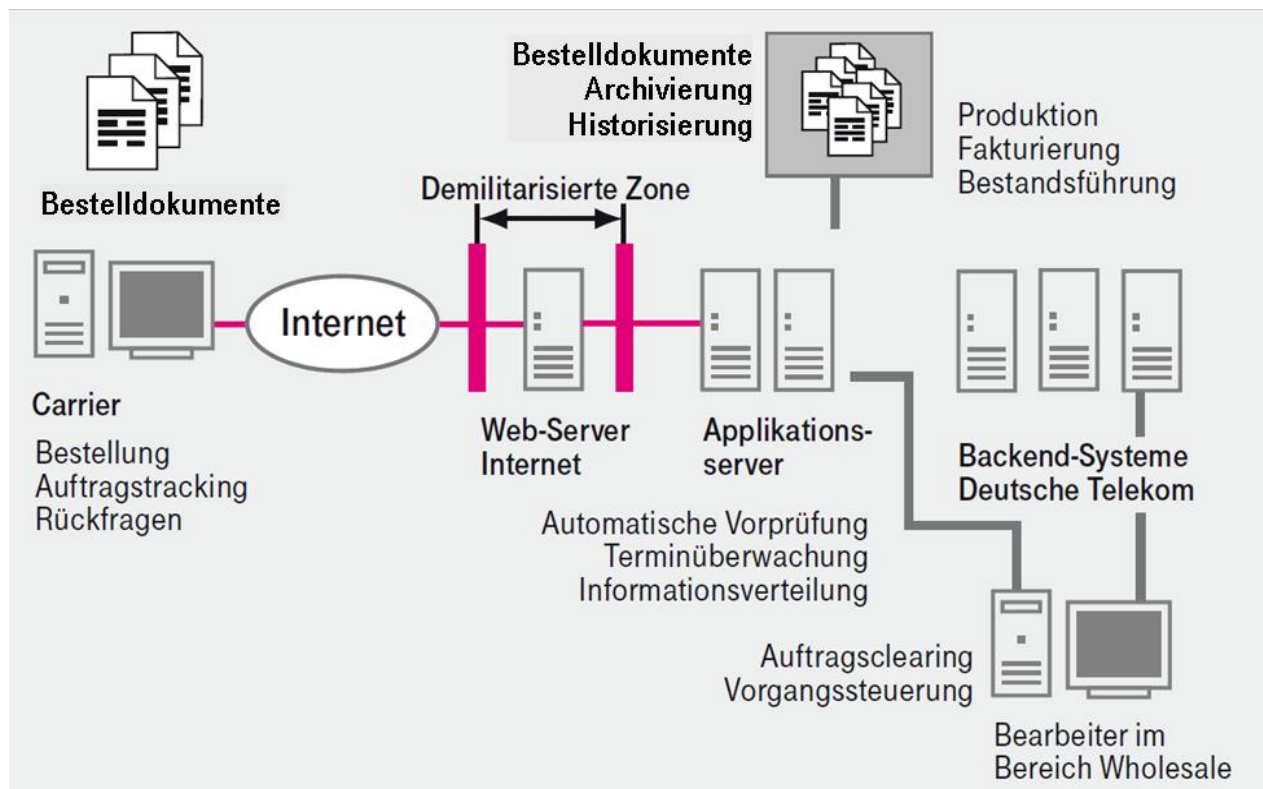 Bestelldokumente
Bestelldokumente
Archivierung
Historisierung
Produktion
Fakturierung
Bestandsführung
Demilitarisierte Zone
Internet
Carrier
Bestellung
Auftragstracking
Rückfragen
Web-Server
Internet
Applikations-
server
Automatische Vorprüfung
Terminüberwachung
Informationsverteilung
Backend-Systeme
Deutsche Telekom
Auftragsclearing
Vorgangssteuerung
Bearbeiter im
Bereich Wholesale